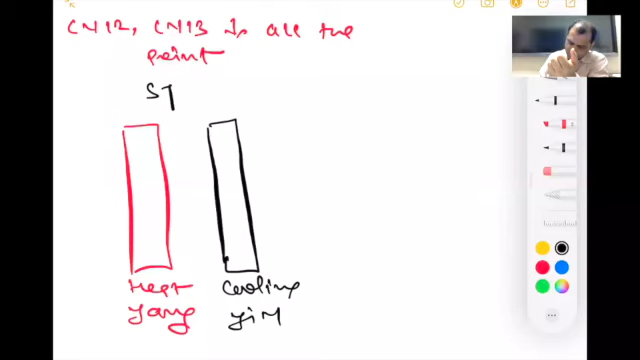 CN12, CN13 is all the
point
ST
Heat Cooling
Yang YiN